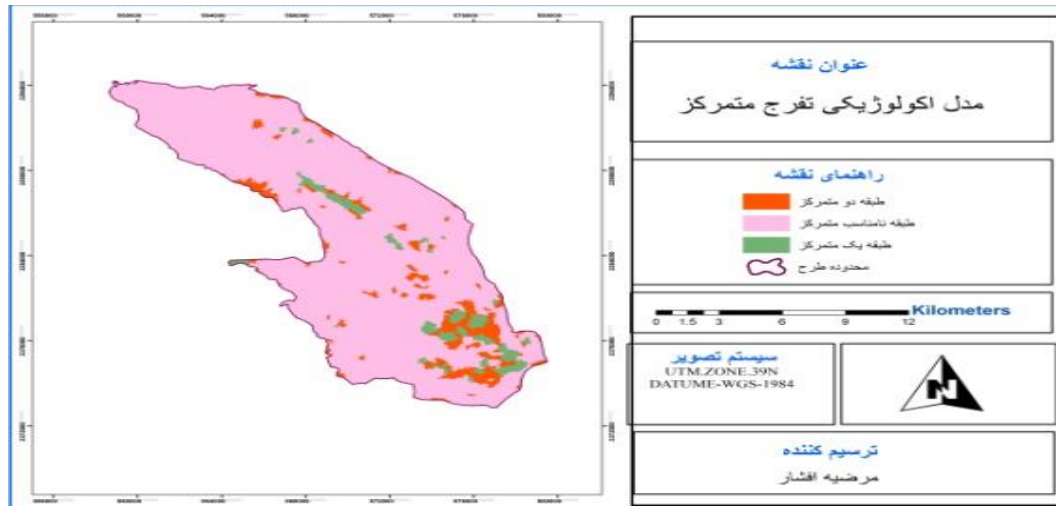 عنوان نقشه
مدل اکولوژیکی تفرج متمرکز
راهنمای نقشه
طبقه دو متمرکز
طبقه نامناسب متمرکز
طبقه یک متمرکز
محدوده طرح
Kilometers
0 1.5 3 6 9 12
سیستم تصویر
UTM.ZONE.39N
DATUME-WGS-1984
N
ترسیم کننده
مرضیه افشار